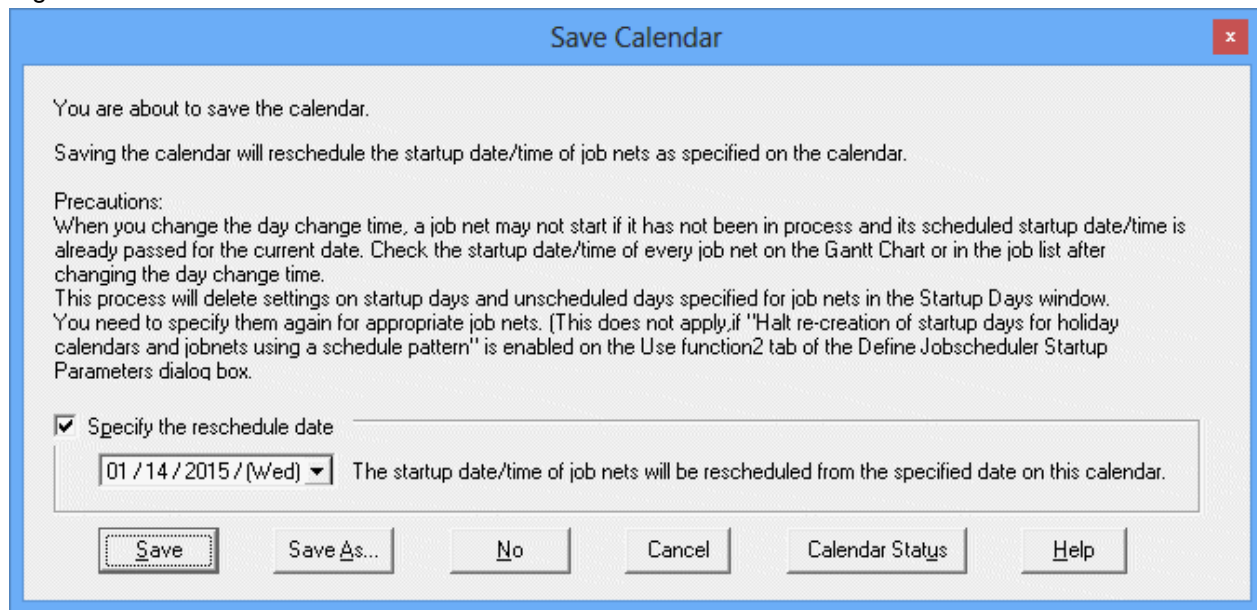 Save Calendar
x
You are about to save the calendar.
Saving the calendar will reschedule the startup date/time of job nets as specified on the calendar.
Precautions:
When you change the day change time, a job net may not start if it has not been in process and its scheduled startup date/time is
already passed for the current date. Check the startup date/time of every job net on the Gantt Chart or in the job list after
changing the day change time.
This process will delete settings on startup days and unscheduled days specified for job nets in the Startup Days window.
You need to specify them again for appropriate job nets. (This does not apply,if "Halt re-creation of startup days for holiday
calendars and jobnets using a schedule pattern" is enabled on the Use function2 tab of the Define Jobscheduler Startup
Parameters dialog box.
Specify the reschedule date
01 / 14 / 2015 / (Wed) The startup date/time of job nets will be rescheduled from the specified date on this calendar.
Save Save As... No Cancel Calendar Status Help